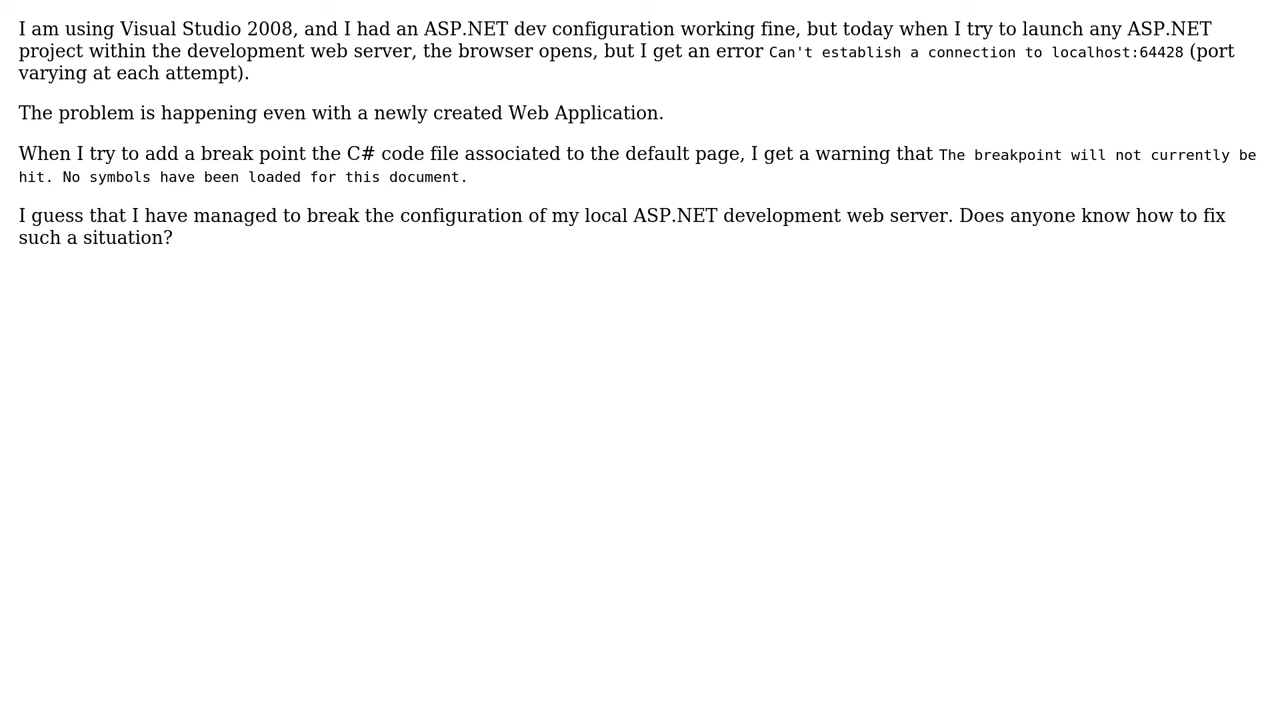 I am using Visual Studio 2008, and I had an ASP.NET dev configuration working fine, but today when I try to launch any ASP.NET
project within the development web server, the browser opens, but I get an error Can't establish a connection to localhost:64428 (port
varying at each attempt).
The problem is happening even with a newly created Web Application.
When I try to add a break point the C# code file associated to the default page, I get a warning that The breakpoint will not currently be
hit. No symbols have been loaded for this document.
I guess that I have managed to break the configuration of my local ASP.NET development web server. Does anyone know how to fix
such a situation?